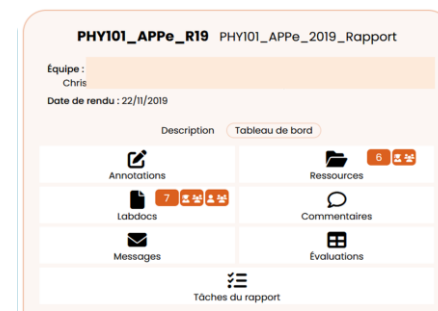 PHY101_APPe_R19 PHY101_APPe_2019_Rapport
Équipe :
Chris
Date de rendu : 22/11/2019
Description Tableau de bord
Annotations
6
Ressources
7
Labdocs
Commentaires
Messages
Évaluations
Tâches du rapport